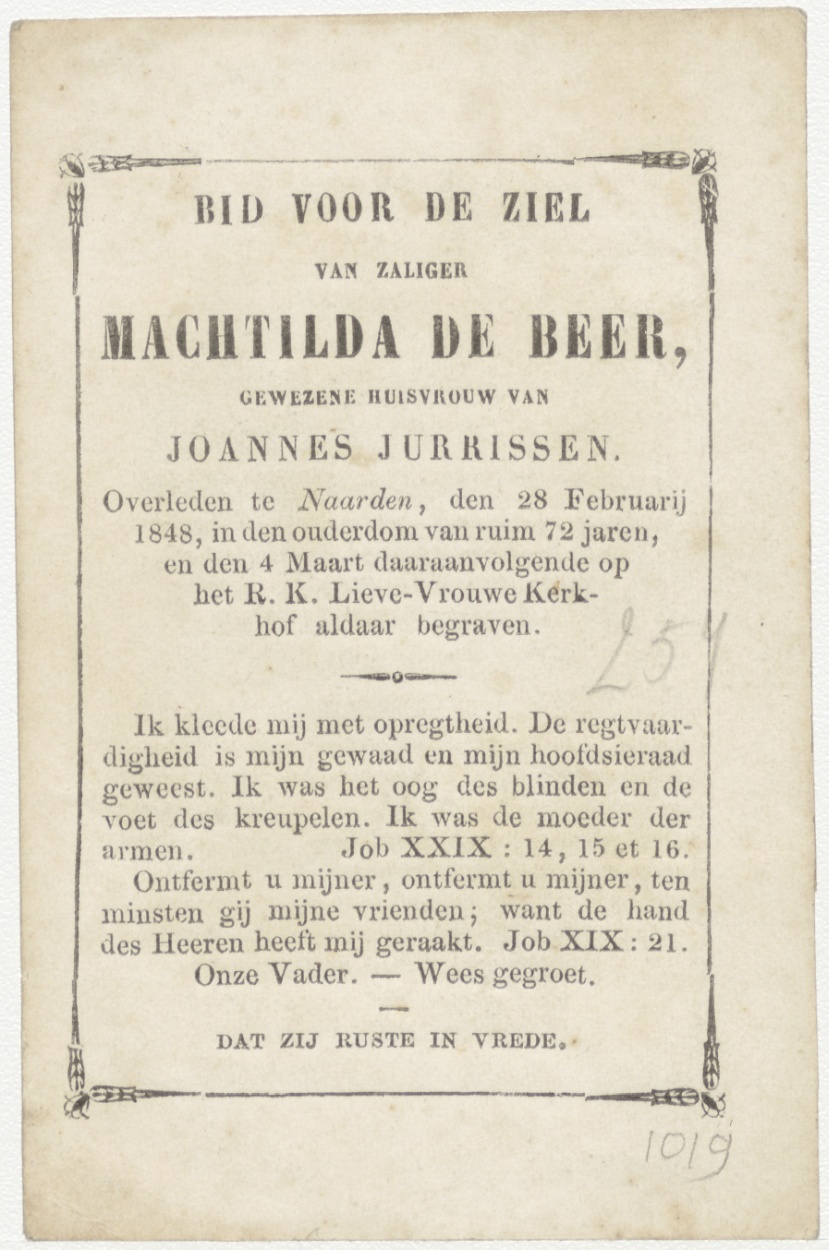 BID VOOR DE ZIEL
VAN ZALIGER
MACHTILDA DE BEER,
GEWEZENE HUISVROUW VAN
JOANNES JURRISSEN.
Overleden te Naarden, den 28 Februarij
1848, in den ouderdom van ruim 72 jaren,
en den 4 Maart daaraanvolgende op
het R. K. Lieve-Vrouwe Kerk-
hof aldaar begraven.
Ik kleede mij met opregtheid. De regtvaar-
digheid is mijn gewaad en mijn hoofdsieraad
geweest. Ik was het oog des blinden en de
voet des kreupelen. Ik was de moeder der
armen. Job XXIX : 14, 15 et 16.
Ontfermt u mijner, ontfermt u mijner, ten
minsten gij mijne vrienden; want de hand
des Heeren heeft mij geraakt. Job XIX : 21.
Onze Vader. — Wees gegroet.
DAT ZIJ RUSTE IN VREDE.
1019